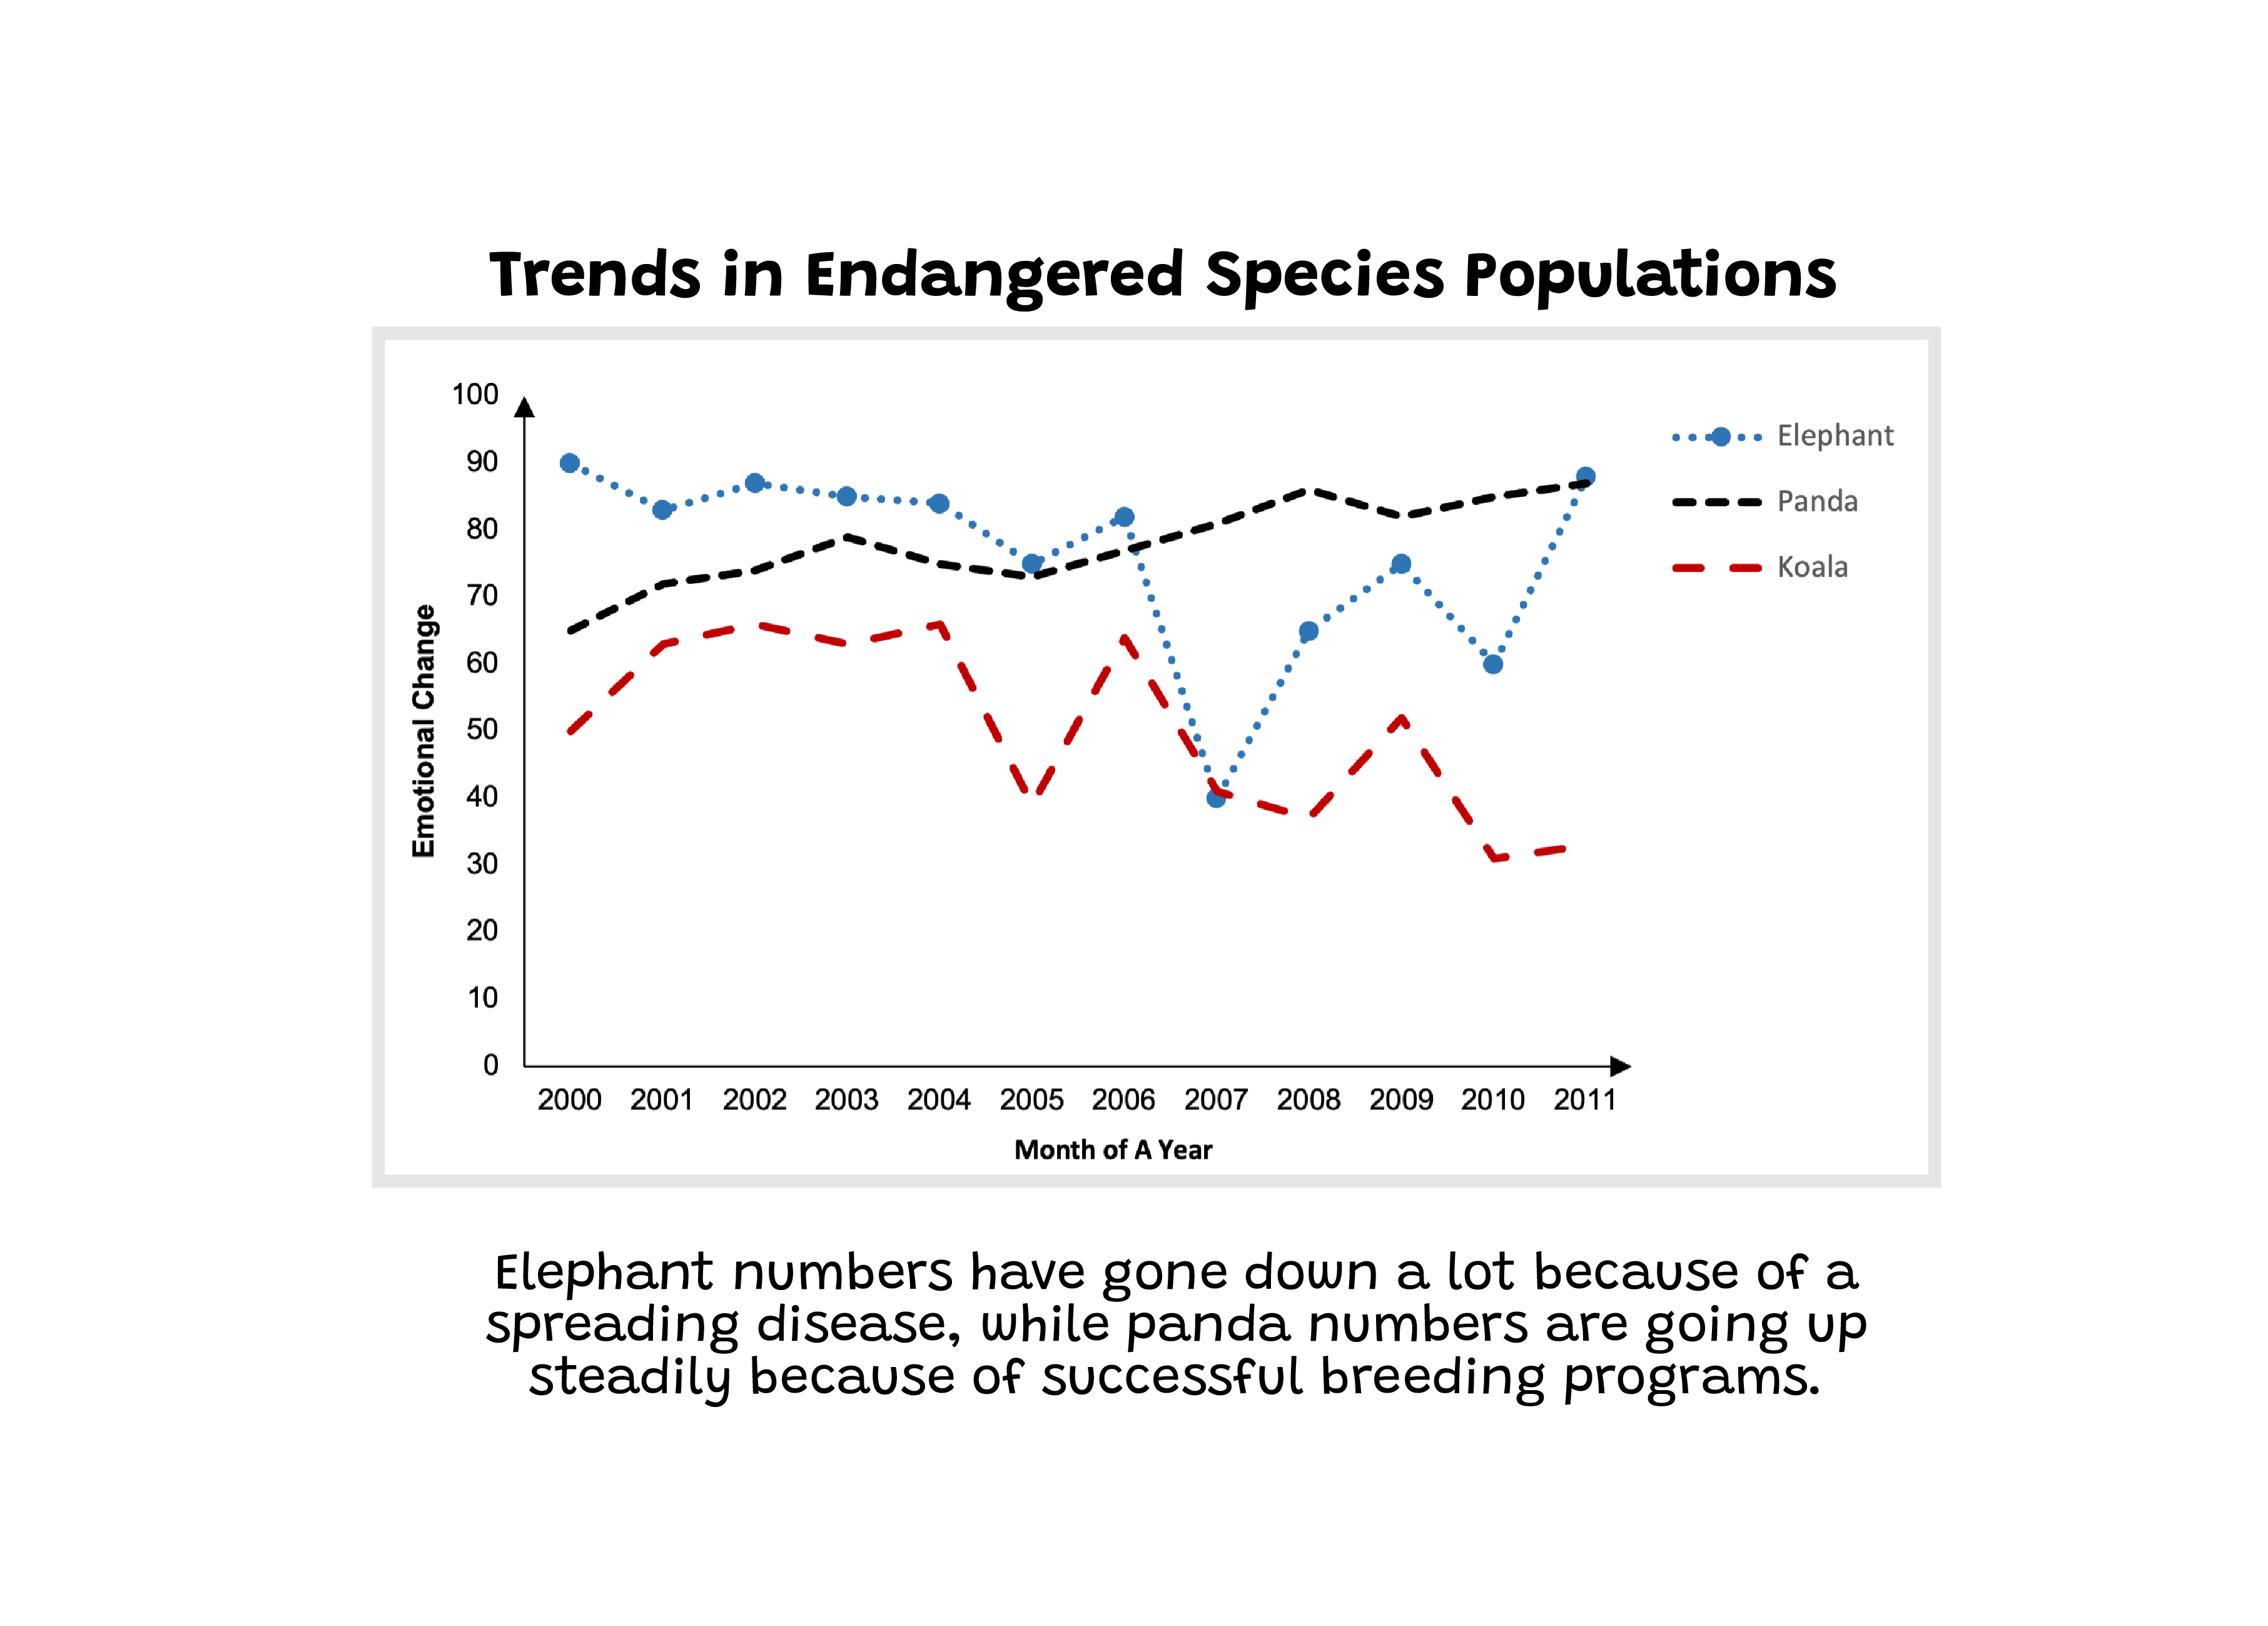 Trends in Endangered Species Populations
100
90
80
70
60
50
40
30
20
10
0
Emotional Change
2000 2001 2002 2003 2004 2005 2006 2007 2008 2009 2010 2011
Month of A Year
Elephant
Panda
Koala
Elephant numbers have gone down a lot because of a
spreading disease, while panda numbers are going up
steadily because of successful breeding programs.